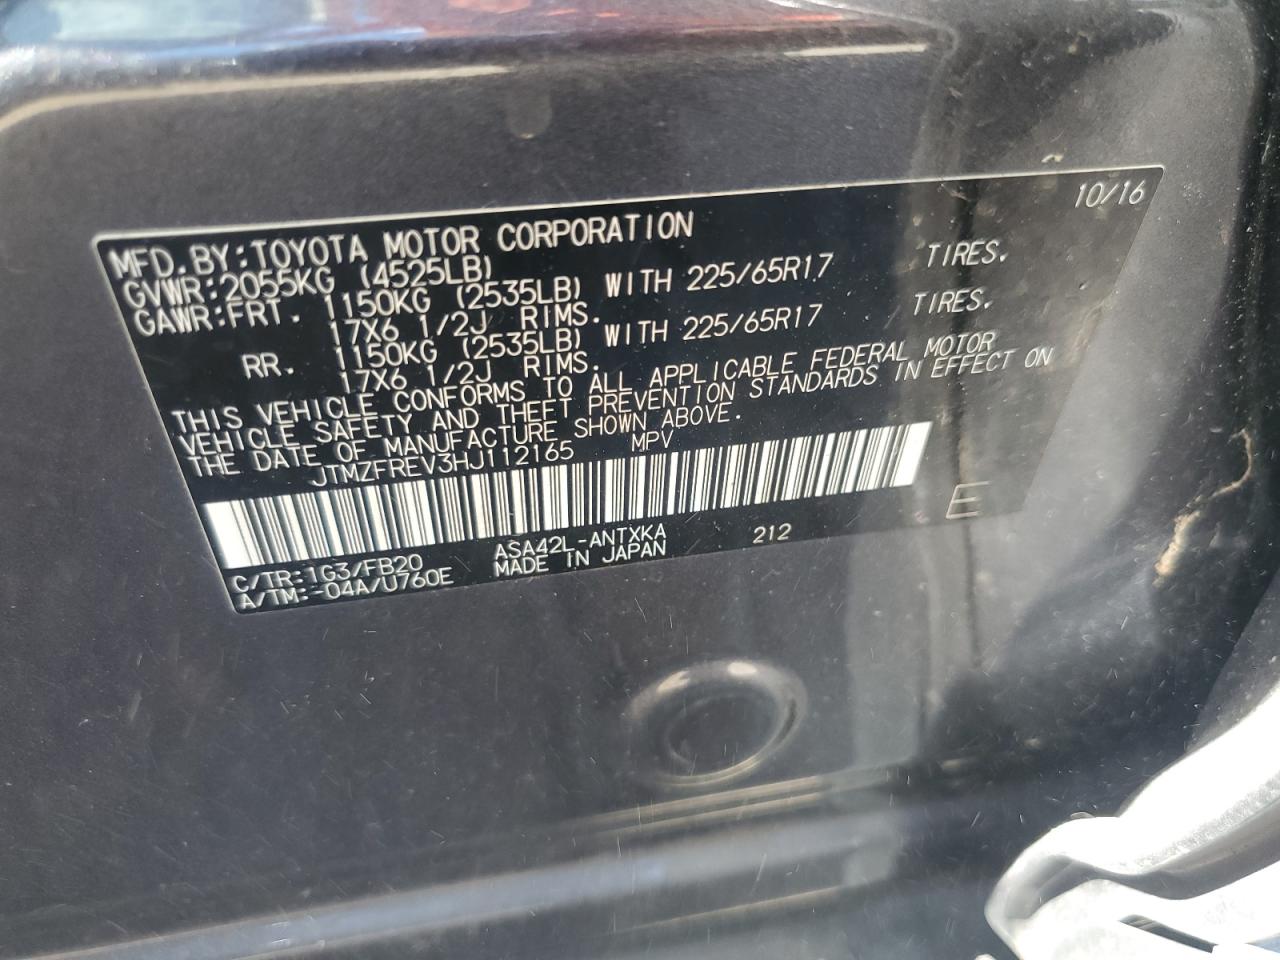 10/16
MFD.BY:TOYOTA MOTOR CORPORATION
GVWR:2055KG (4525LB)
GAWR:FRT. 1150KG (2535LB) WITH 225/65R17 TIRES.
17X6 1/2J RIMS.
RR. 1150KG (2535LB) WITH 225/65R17 TIRES.
17X6 1/2J RIMS.
THIS VEHICLE CONFORMS TO ALL APPLICABLE FEDERAL MOTOR
VEHICLE SAFETY AND THEFT PREVENTION STANDARDS IN EFFECT ON
THE DATE OF MANUFACTURE SHOWN ABOVE.
JTMZFREV3HJ112165 MPV
E
C/TR:1G3/FB20 ASA42L-ANTXKA 212
A/TM:-04A/U760E MADE IN JAPAN